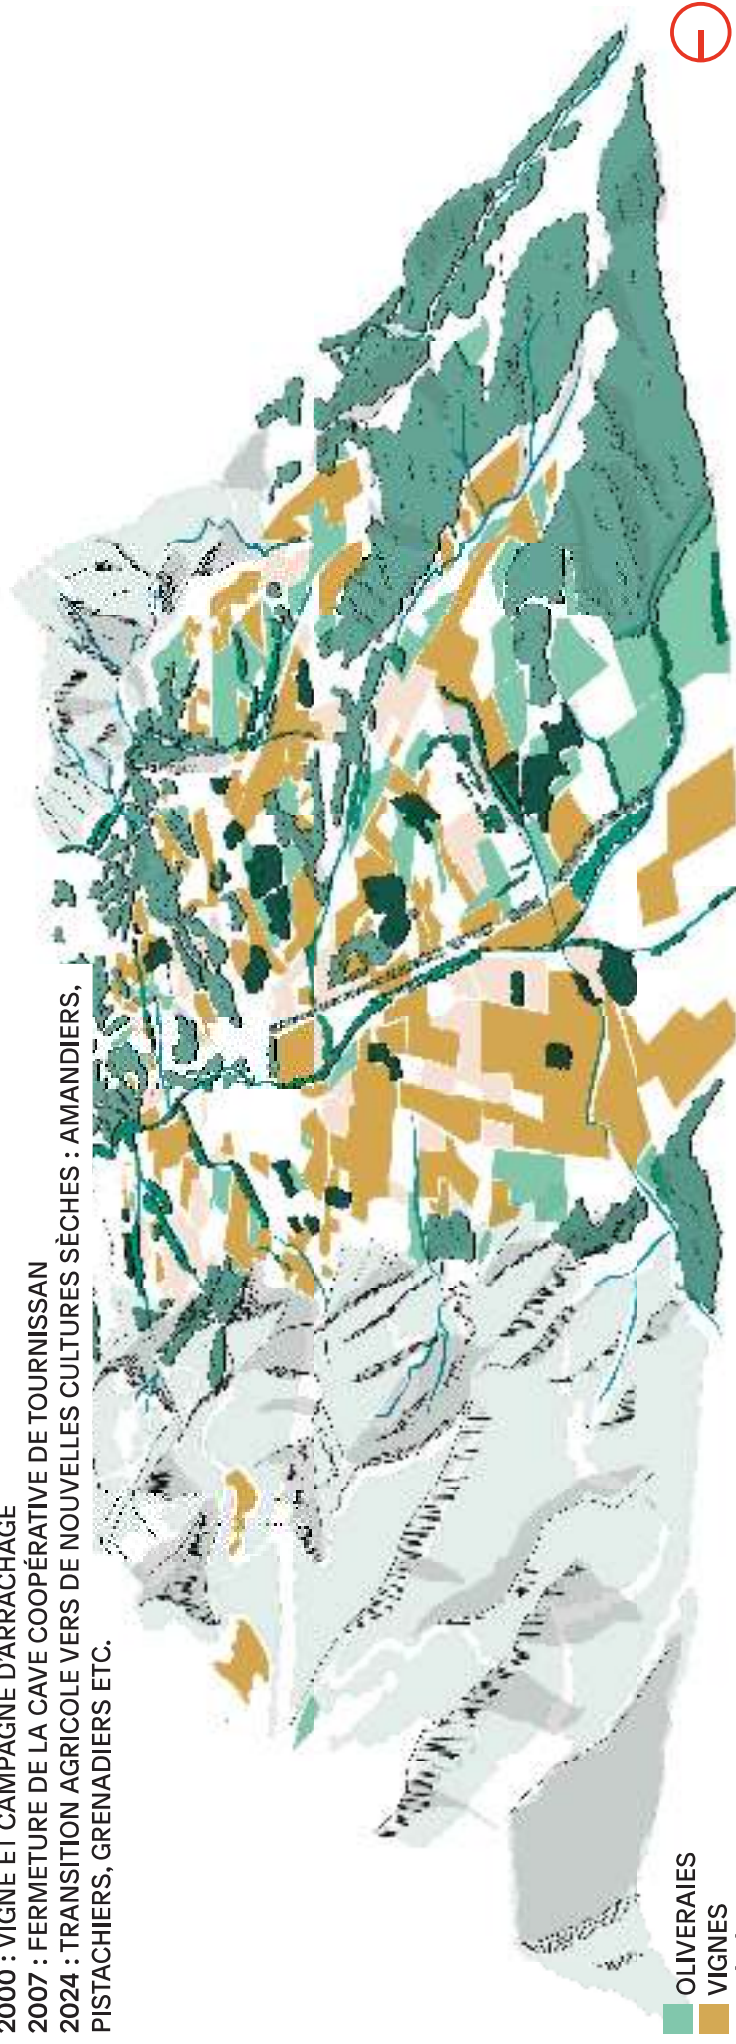 2000 : VIGNE ET CAMPAGNE D'ARRACHAGE
2007 : FERMETURE DE LA CAVE COOPÉRATIVE DE TOURNISSAN
2024 : TRANSITION AGRICOLE VERS DE NOUVELLES CULTURES SÈCHES : AMANDIERS,
PISTACHIERS, GRENADIERS ETC.
OLIVERAIES
VIGNES